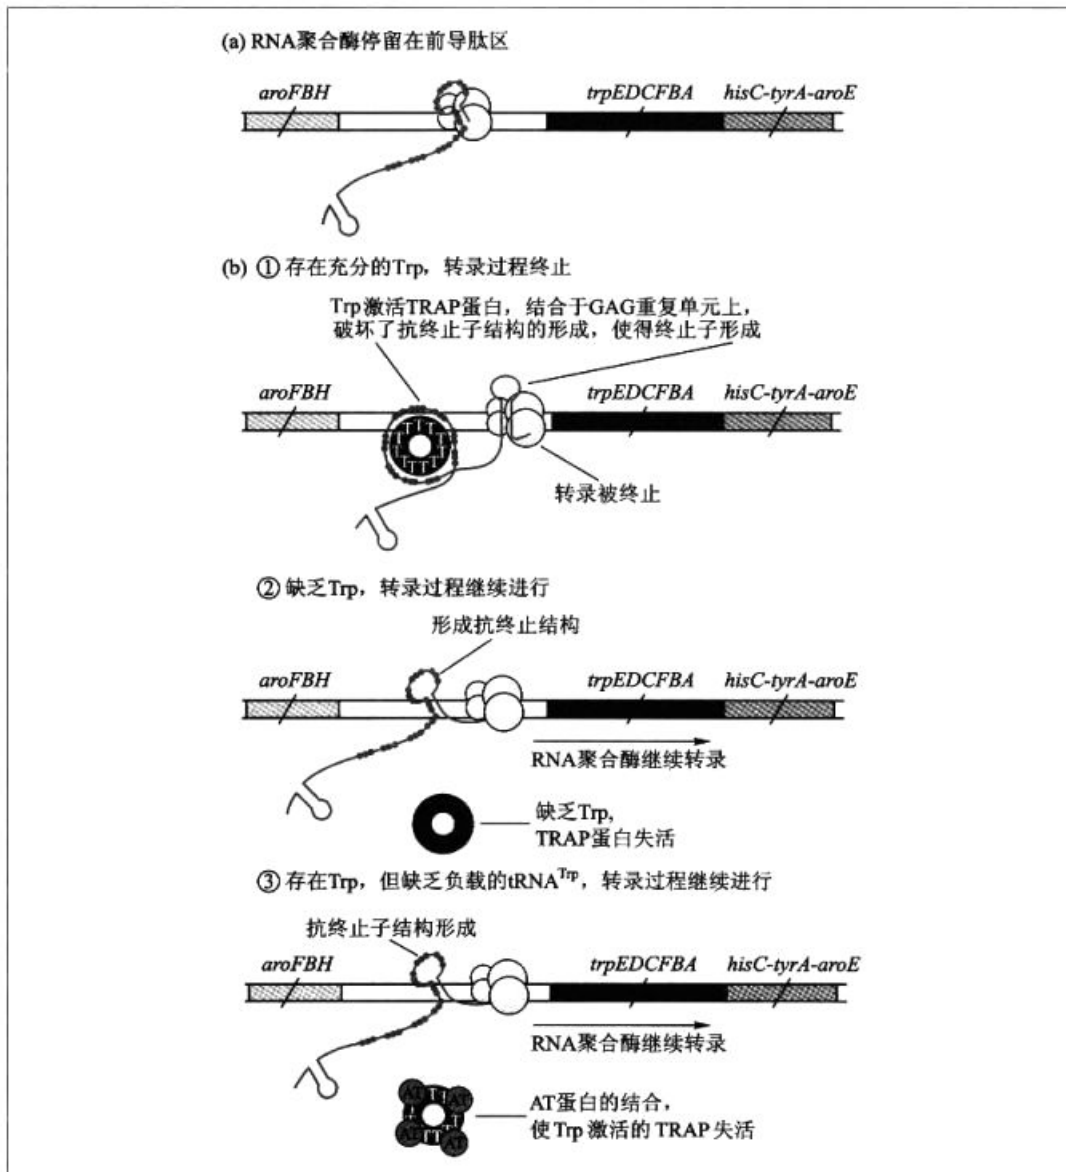 (a) RNA聚合酶停留在前导肽区
aroFBH trpEDCFBA hisC-tyrA-aroE
(b) ①存在充分的Trp，转录过程终止
Trp激活TRAP蛋白，结合于GAG重复单元上，
破坏了抗终止子结构的形成，使得终止子形成
aroFBH trpEDCFBA hisC-tyrA-aroE
T T T T T T T T T T T
转录被终止
②缺乏Trp，转录过程继续进行
形成抗终止结构
aroFBH trpEDCFBA hisC-tyrA-aroE
RNA聚合酶继续转录
缺乏Trp,
TRAP蛋白失活
③存在Trp，但缺乏负载的tRNA^Trp，转录过程继续进行
抗终止子结构形成
aroFBH trpEDCFBA hisC-tyrA-aroE
RNA聚合酶继续转录
AT AT
AT AT
AT蛋白的结合，
使Trp激活的TRAP失活